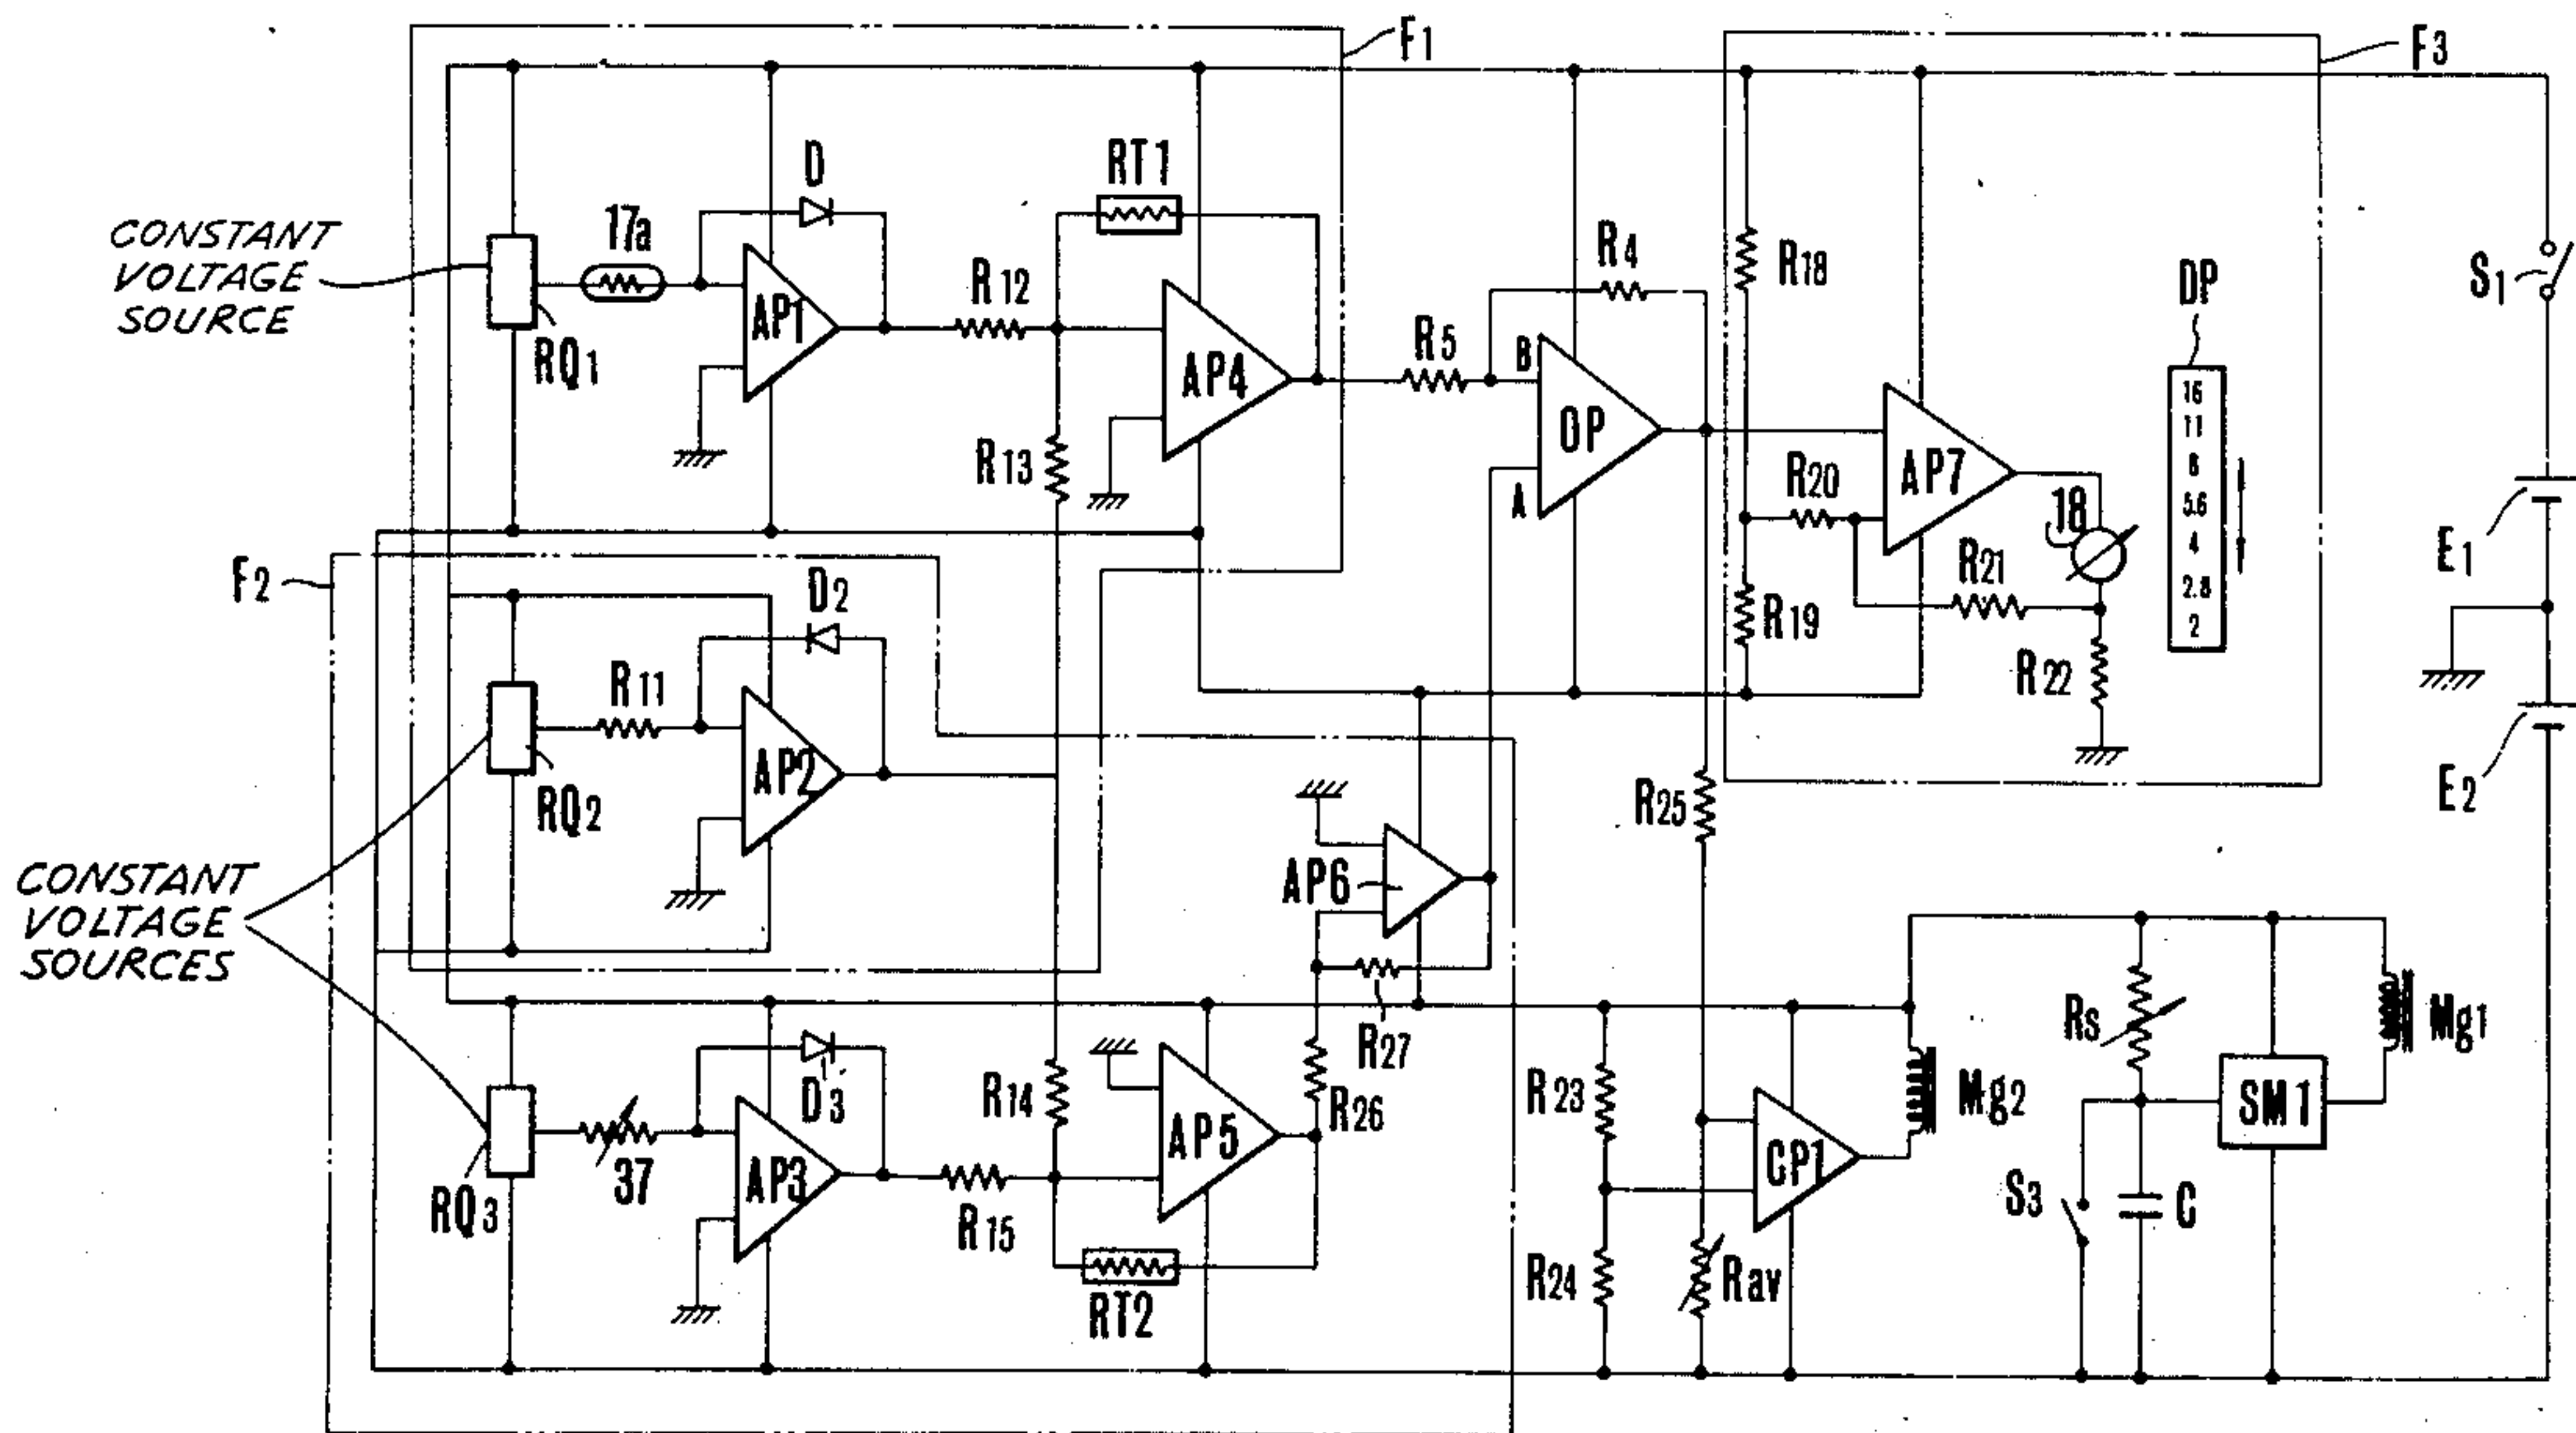 F1
F3
CONSTANT
VOLTAGE
SOURCE
RQ1
17a
D
AP1
R12
RT1
R13
AP4
R5
R4
B
OP
A
R18
R20
AP7
R19
R21
18
R22
DP
16
11
8
5.6
4
2.8
2
S1
E1
E2
F2
D2
R11
RQ2
AP2
CONSTANT
VOLTAGE
SOURCES
AP6
R27
R25
RQ3
37
D3
AP3
R14
R15
AP5
R26
RT2
R23
R24
Rav
CP1
Mg2
Rs
S3
C
SM1
Mg1